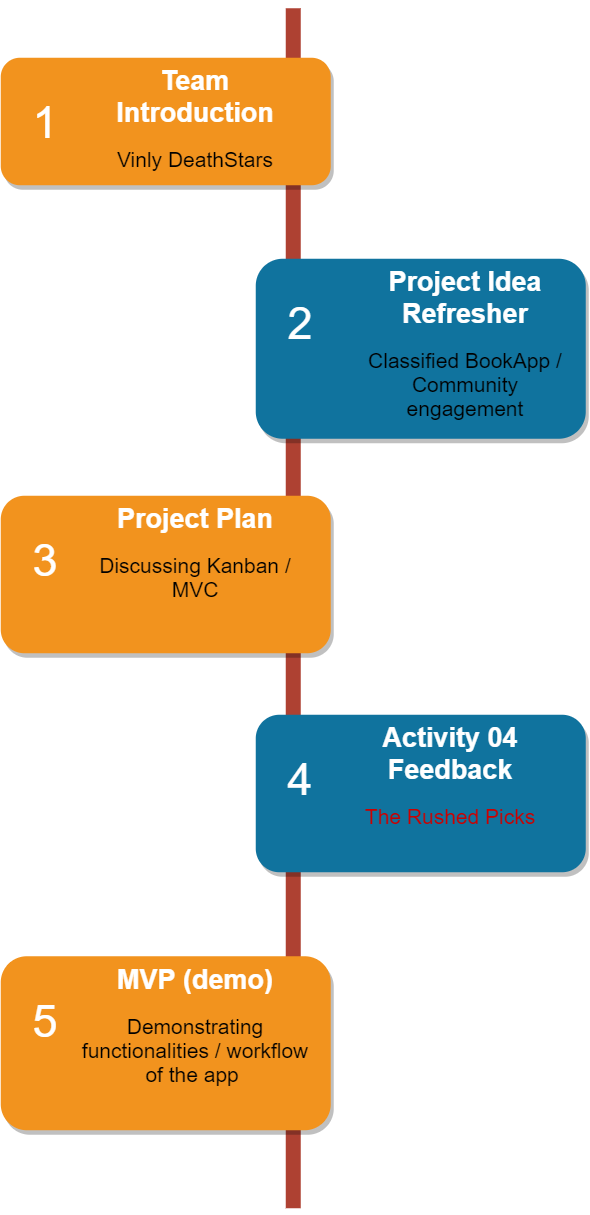 Team
Introduction
1
Vinly DeathStars
Project Idea
Refresher
2
Classified BookApp /
Community
engagement
Project Plan
3
Discussing Kanban /
MVC
Activity 04
Feedback
4
The Rushed Picks
MVP (demo)
5
Demonstrating
functionalities / workflow
of the app